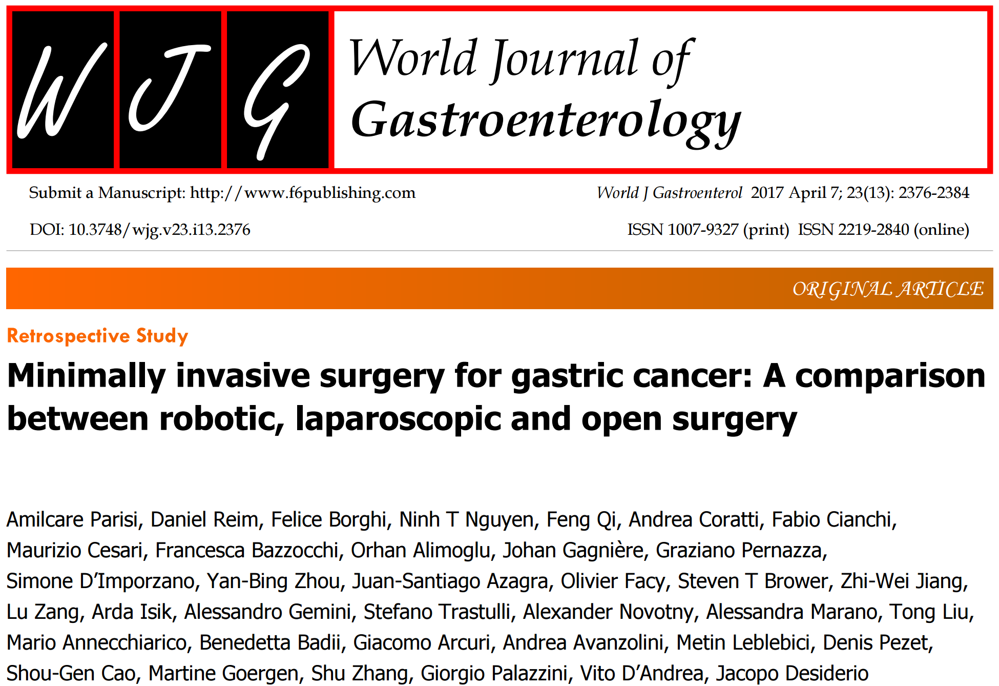 WJG
World Journal of
Gastroenterology
Submit a Manuscript: http://www.f6publishing.com
World J Gastroenterol 2017 April 7; 23(13): 2376-2384
DOI: 10.3748/wjg.v23.i13.2376
ISSN 1007-9327 (print) ISSN 2219-2840 (online)
ORIGINAL ARTICLE
Retrospective Study
Minimally invasive surgery for gastric cancer: A comparison
between robotic, laparoscopic and open surgery
Amilcare Parisi, Daniel Reim, Felice Borghi, Ninh T Nguyen, Feng Qi, Andrea Coratti, Fabio Cianchi,
Maurizio Cesari, Francesca Bazzocchi, Orhan Alimoglu, Johan Gagnière, Graziano Pernazza,
Simone D’Imporzano, Yan-Bing Zhou, Juan-Santiago Azagra, Olivier Facy, Steven T Brower, Zhi-Wei Jiang,
Lu Zang, Arda Isik, Alessandro Gemini, Stefano Trastulli, Alexander Novotny, Alessandra Marano, Tong Liu,
Mario Annecchiarico, Benedetta Badii, Giacomo Arcuri, Andrea Avanzolini, Metin Leblebici, Denis Pezet,
Shou-Gen Cao, Martine Goergen, Shu Zhang, Giorgio Palazzini, Vito D’Andrea, Jacopo Desiderio